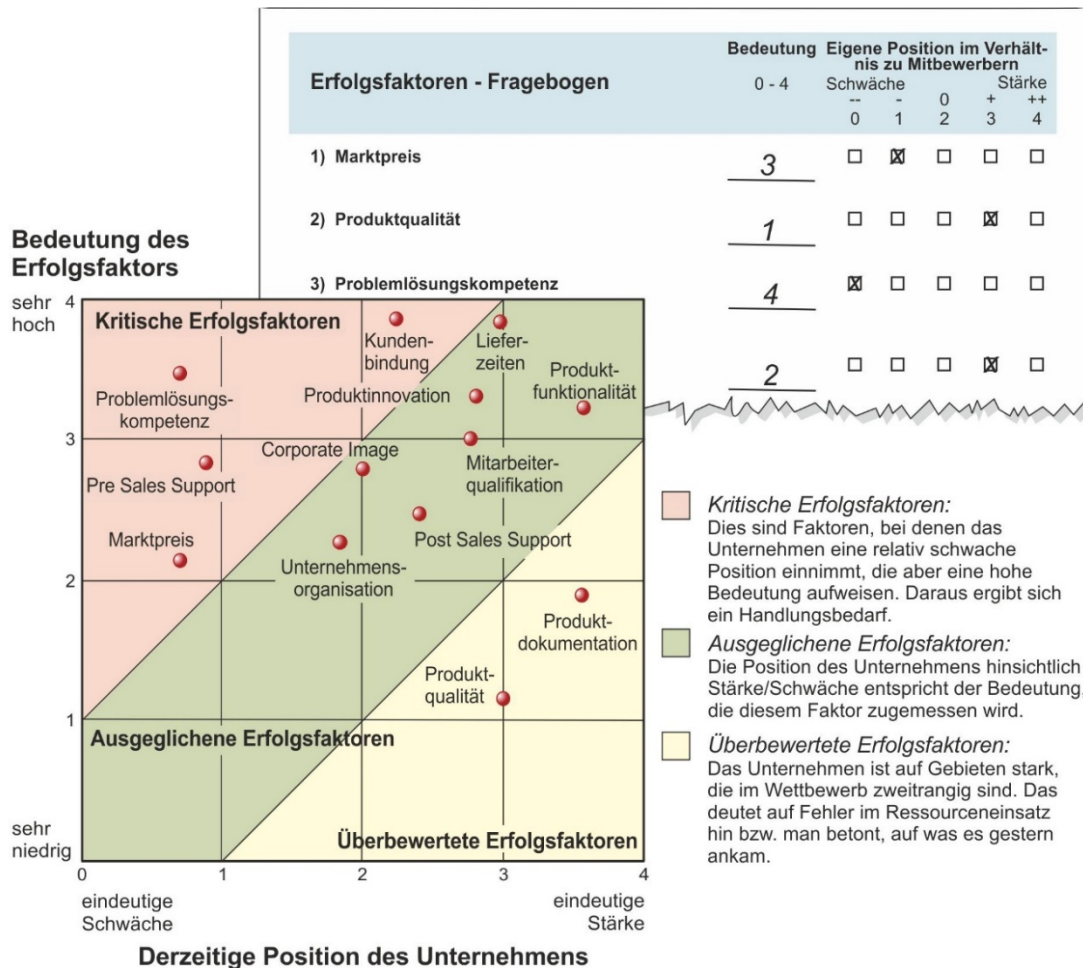 Erfolgsfaktoren - Fragebogen
Bedeutung
0 - 4
Eigene Position im Verhält-
nis zu Mitbewerbern
Schwäche Stärke
-- - 0 + ++
0 1 2 3 4
1) Marktpreis 3
2) Produktqualität 1
3) Problemlösungskompetenz 4
2
Bedeutung des
Erfolgsfaktors
sehr
hoch
4
3
2
1
sehr
niedrig
Kritische Erfolgsfaktoren
Kunden-
bindung
Liefer-
zeiten
Produkt-
funktionalität
Problemlösungs-
kompetenz
Produktinnovation
Corporate Image
Mitarbeiter-
qualifikation
Pre Sales Support
Marktpreis
Unternehmens-
organisation
Post Sales Support
Produkt-
dokumentation
Produkt-
qualität
Ausgeglichene Erfolgsfaktoren
Überbewertete Erfolgsfaktoren
0 1 2 3 4
eindeutige
Schwäche
eindeutige
Stärke
Derzeitige Position des Unternehmens
Kritische Erfolgsfaktoren:
Dies sind Faktoren, bei denen das
Unternehmen eine relativ schwache
Position einnimmt, die aber eine hohe
Bedeutung aufweisen. Daraus ergibt sich
ein Handlungsbedarf.
Ausgeglichene Erfolgsfaktoren:
Die Position des Unternehmens hinsichtlich
Stärke/Schwäche entspricht der Bedeutung,
die diesem Faktor zugemessen wird.
Überbewertete Erfolgsfaktoren:
Das Unternehmen ist auf Gebieten stark,
die im Wettbewerb zweitrangig sind. Das
deutet auf Fehler im Ressourceneinsatz
hin bzw. man betont, auf was es gestern
ankam.